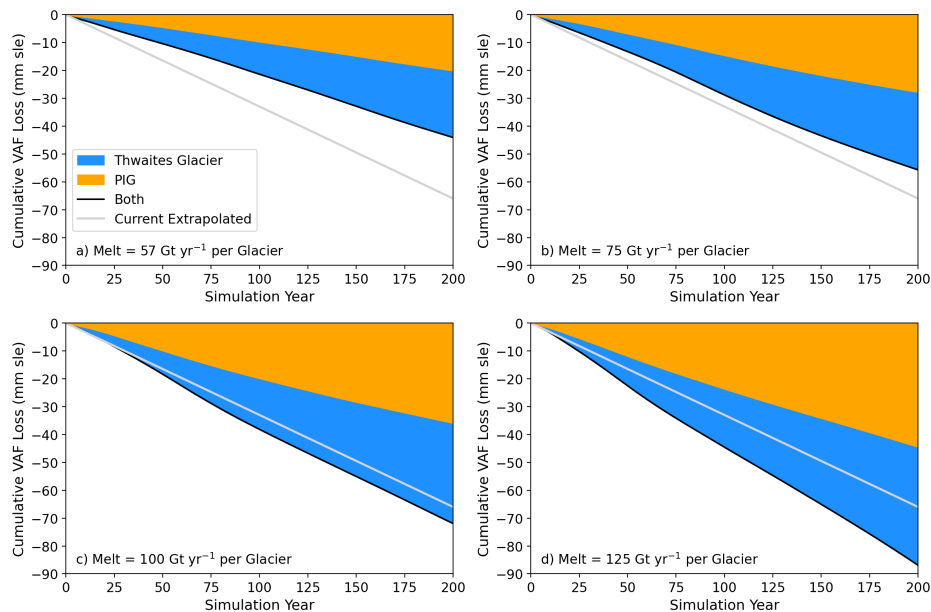 0
−10
−20
−30
−40
−50
−60
−70
−80
−90
Cumulative VAF Loss (mm sle)
Thwaites Glacier
PIG
Both
Current Extrapolated
a) Melt = 57 Gt yr⁻¹ per Glacier
0 25 50 75 100 125 150 175 200
Simulation Year
0
−10
−20
−30
−40
−50
−60
−70
−80
−90
Cumulative VAF Loss (mm sle)
b) Melt = 75 Gt yr⁻¹ per Glacier
0 25 50 75 100 125 150 175 200
Simulation Year
0
−10
−20
−30
−40
−50
−60
−70
−80
−90
Cumulative VAF Loss (mm sle)
c) Melt = 100 Gt yr⁻¹ per Glacier
0 25 50 75 100 125 150 175 200
Simulation Year
0
−10
−20
−30
−40
−50
−60
−70
−80
−90
Cumulative VAF Loss (mm sle)
d) Melt = 125 Gt yr⁻¹ per Glacier
0 25 50 75 100 125 150 175 200
Simulation Year